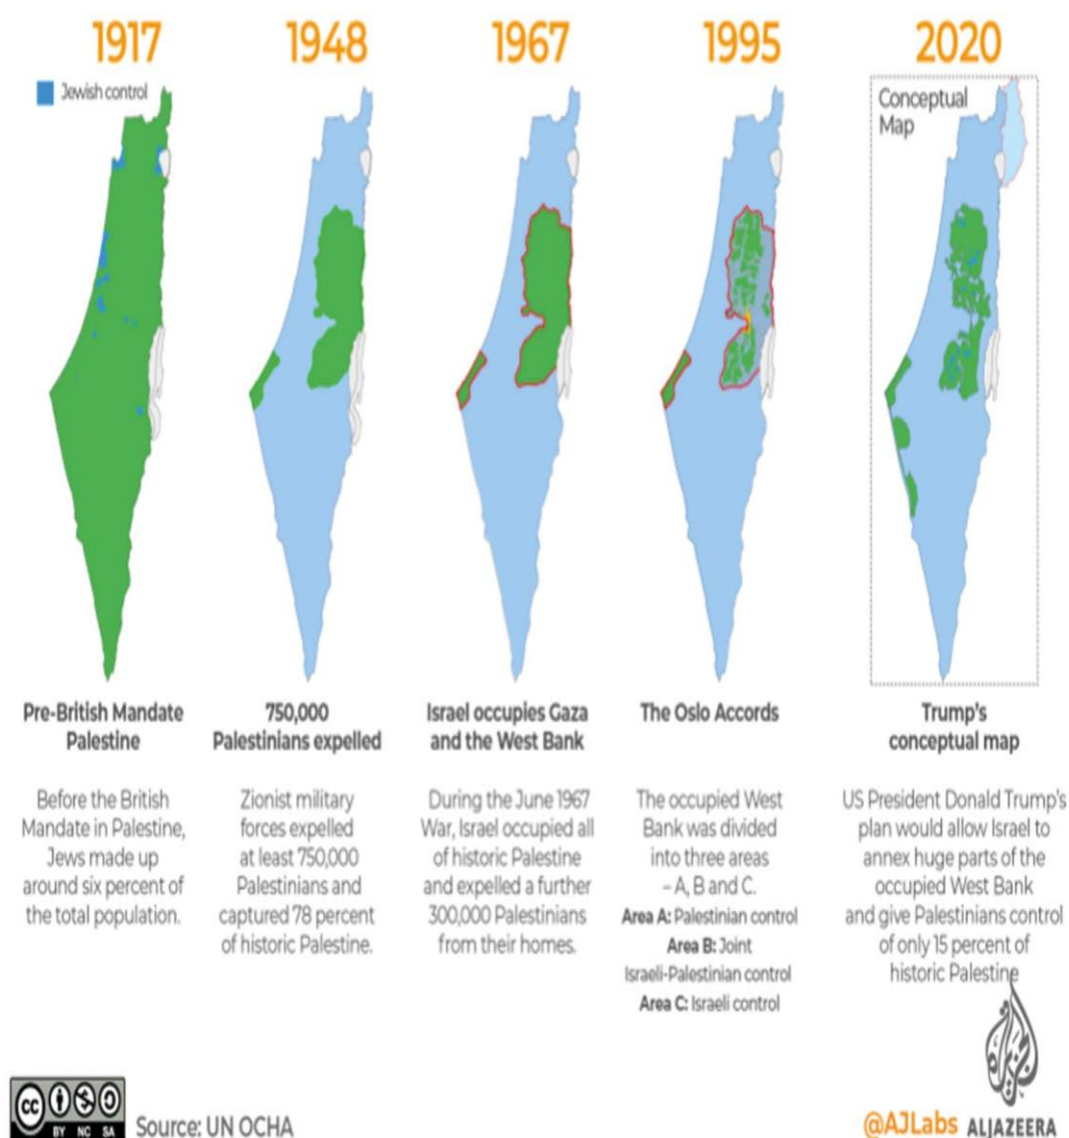 1917
1948
1967
1995
2020
Jewish control
Conceptual
Map
Pre-British Mandate
Palestine
Before the British
Mandate in Palestine,
Jews made up
around six percent of
the total population.
750,000
Palestinians expelled
Zionist military
forces expelled
at least 750,000
Palestinians and
captured 78 percent
of historic Palestine.
Israel occupies Gaza
and the West Bank
During the June 1967
War, Israel occupied all
of historic Palestine
and expelled a further
300,000 Palestinians
from their homes.
The Oslo Accords
The occupied West
Bank was divided
into three areas
– A, B and C.
Area A: Palestinian control
Area B: Joint
Israeli-Palestinian control
Area C: Israeli control
Trump's
conceptual map
US President Donald Trump's
plan would allow Israel to
annex huge parts of the
occupied West Bank
and give Palestinians control
of only 15 percent of
historic Palestine
cc
BY NC SA
Source: UN OCHA
@AJLabs
الجزيرة
ALJAZEERA